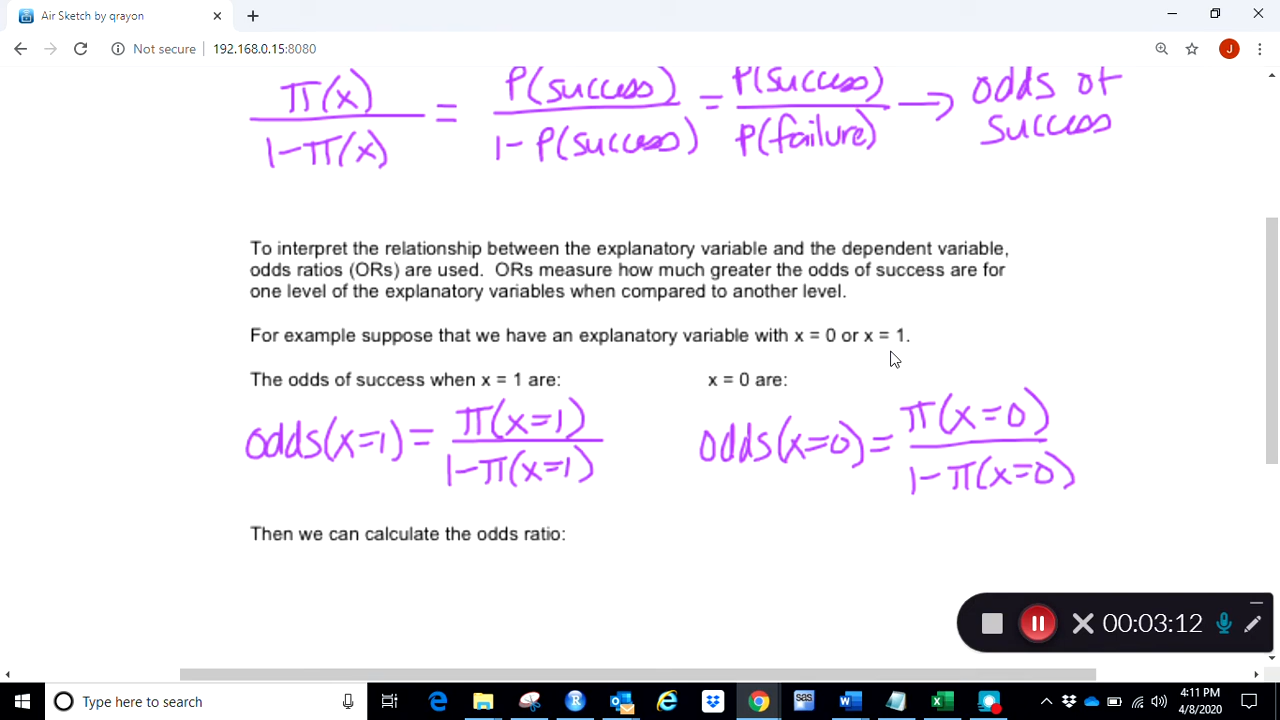 Air Sketch by qrayon
Not secure 192.168.0.15:8080
J
π(x) / 1-π(x) = P(success) / 1-P(success) = P(success) / P(failure) → odds of success
To interpret the relationship between the explanatory variable and the dependent variable,
odds ratios (ORs) are used. ORs measure how much greater the odds of success are for
one level of the explanatory variables when compared to another level.
For example suppose that we have an explanatory variable with x = 0 or x = 1.
The odds of success when x = 1 are: x = 0 are:
odds(x=1) = π(x=1) / 1-π(x=1) odds(x=0) = π(x=0) / 1-π(x=0)
Then we can calculate the odds ratio:
00:03:12
Type here to search
4:11 PM
4/8/2020